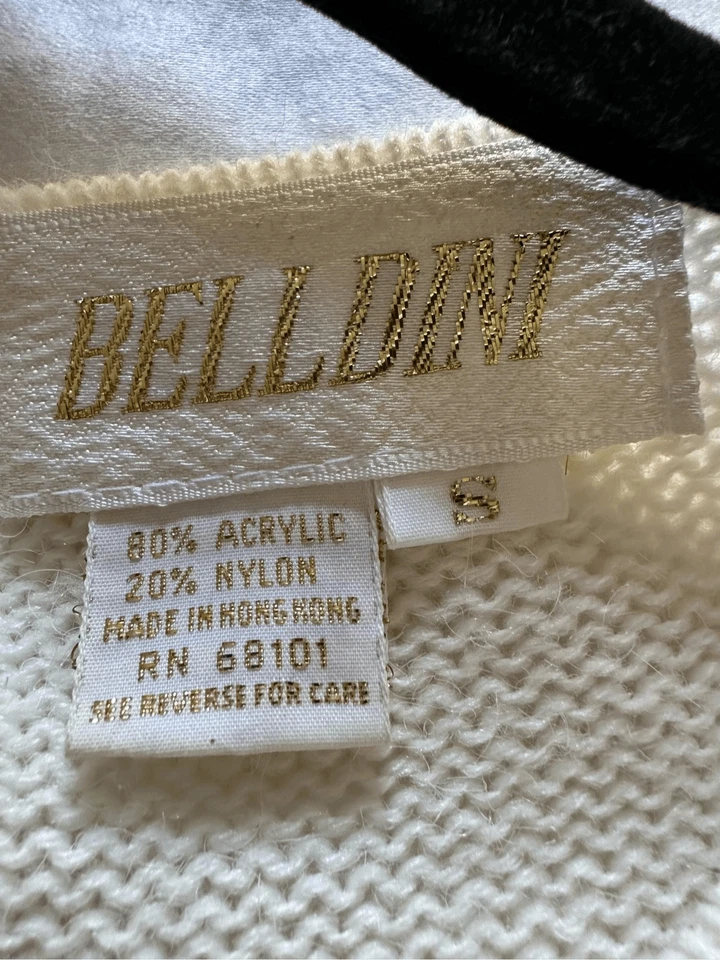 BELLDINI
S
80% ACRYLIC
20% NYLON
MADE IN HONG KONG
RN 68101
SEE REVERSE FOR CARE